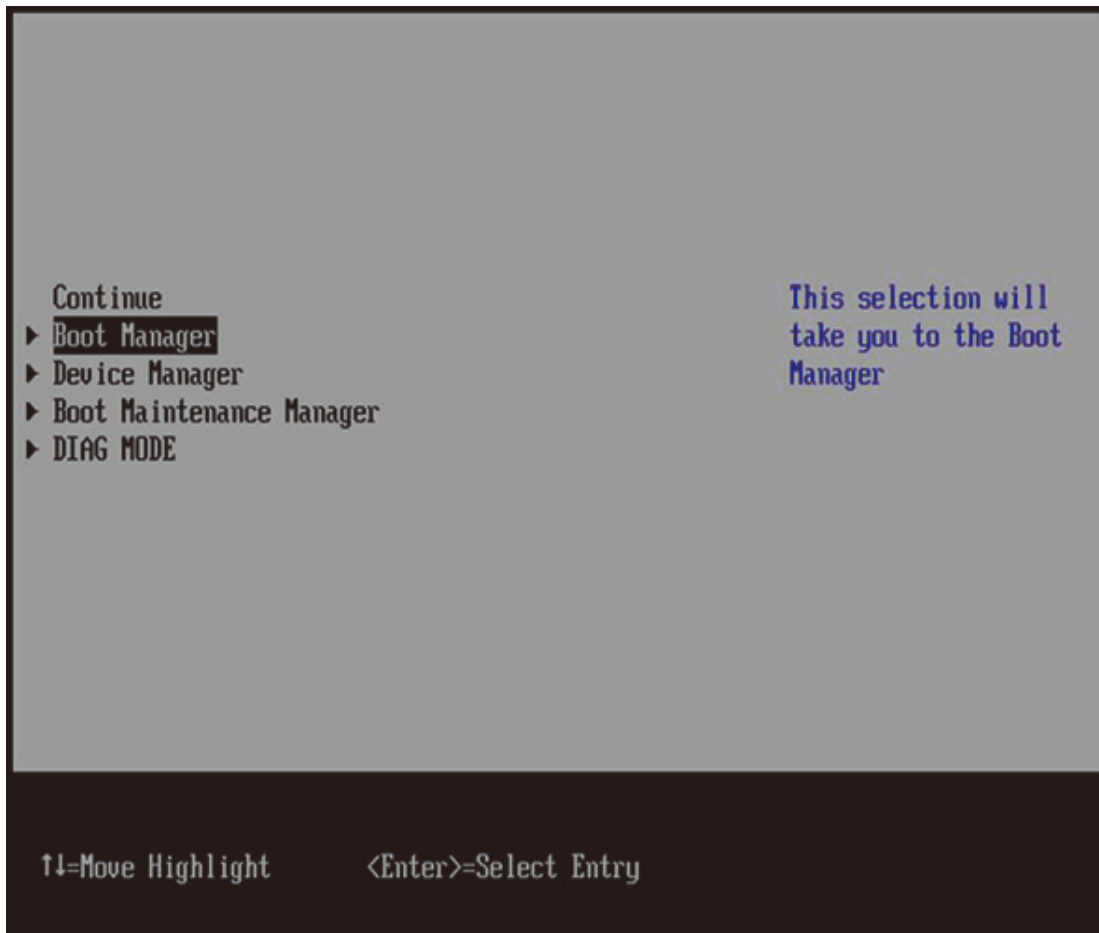 Continue
Boot Manager
Device Manager
Boot Maintenance Manager
DIAG MODE
This selection will
take you to the Boot
Manager
↑↓=Move Highlight
<Enter>=Select Entry